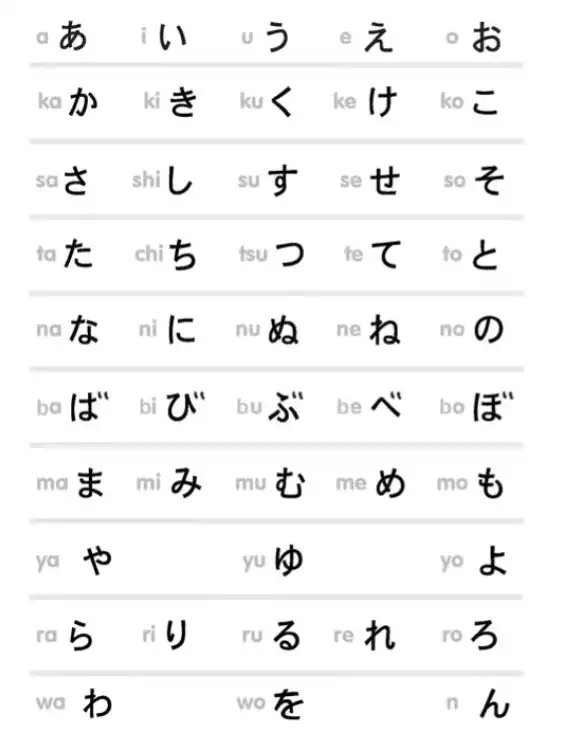 a あ i い u う e え o お
ka か ki き ku く ke け ko こ
sa さ shi し su す se せ so そ
ta た chi ち tsu つ te て to と
na な ni に nu ぬ ne ね no の
ba ば bi び bu ぶ be べ bo ぼ
ma ま mi み mu む me め mo も
ya や yu ゆ yo よ
ra ら ri り ru る re れ ro ろ
wa わ wo を n ん